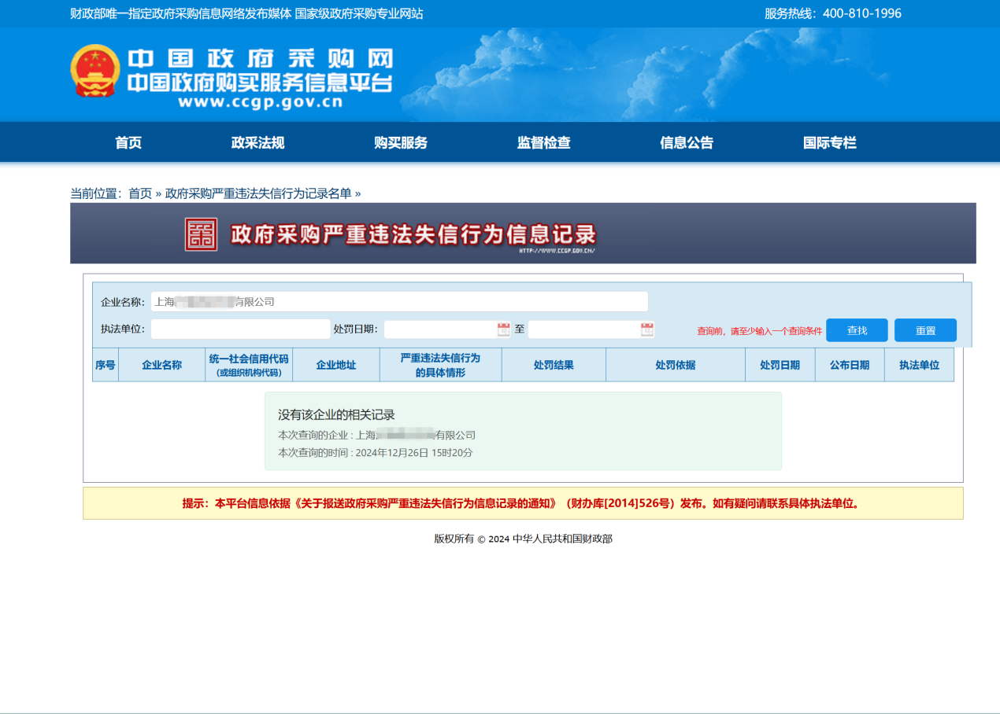 财政部唯一指定政府采购信息网络发布媒体 国家级政府采购专业网站
服务热线：400-810-1996
中国政府采购网
中国政府购买服务信息平台
www.ccgp.gov.cn
首页 政采法规 购买服务 监督检查 信息公告 国际专栏
当前位置：首页 » 政府采购严重违法失信行为记录名单 »
政府采购严重违法失信行为信息记录
HTTP://WWW.CCGP.GOV.CN/
企业名称：上海 有限公司
执法单位： 处罚日期： 至 查询前，请至少输入一个查询条件 查找 重置
序号 企业名称 统一社会信用代码 （或组织机构代码） 企业地址 严重违法失信行为 的具体情形 处罚结果 处罚依据 处罚日期 公布日期 执法单位
没有该企业的相关记录
本次查询的企业 : 上海 有限公司
本次查询的时间 : 2024年12月26日 15时20分
提示：本平台信息依据《关于报送政府采购严重违法失信行为信息记录的通知》（财办库[2014]526号）发布。如有疑问请联系具体执法单位。
版权所有 © 2024 中华人民共和国财政部